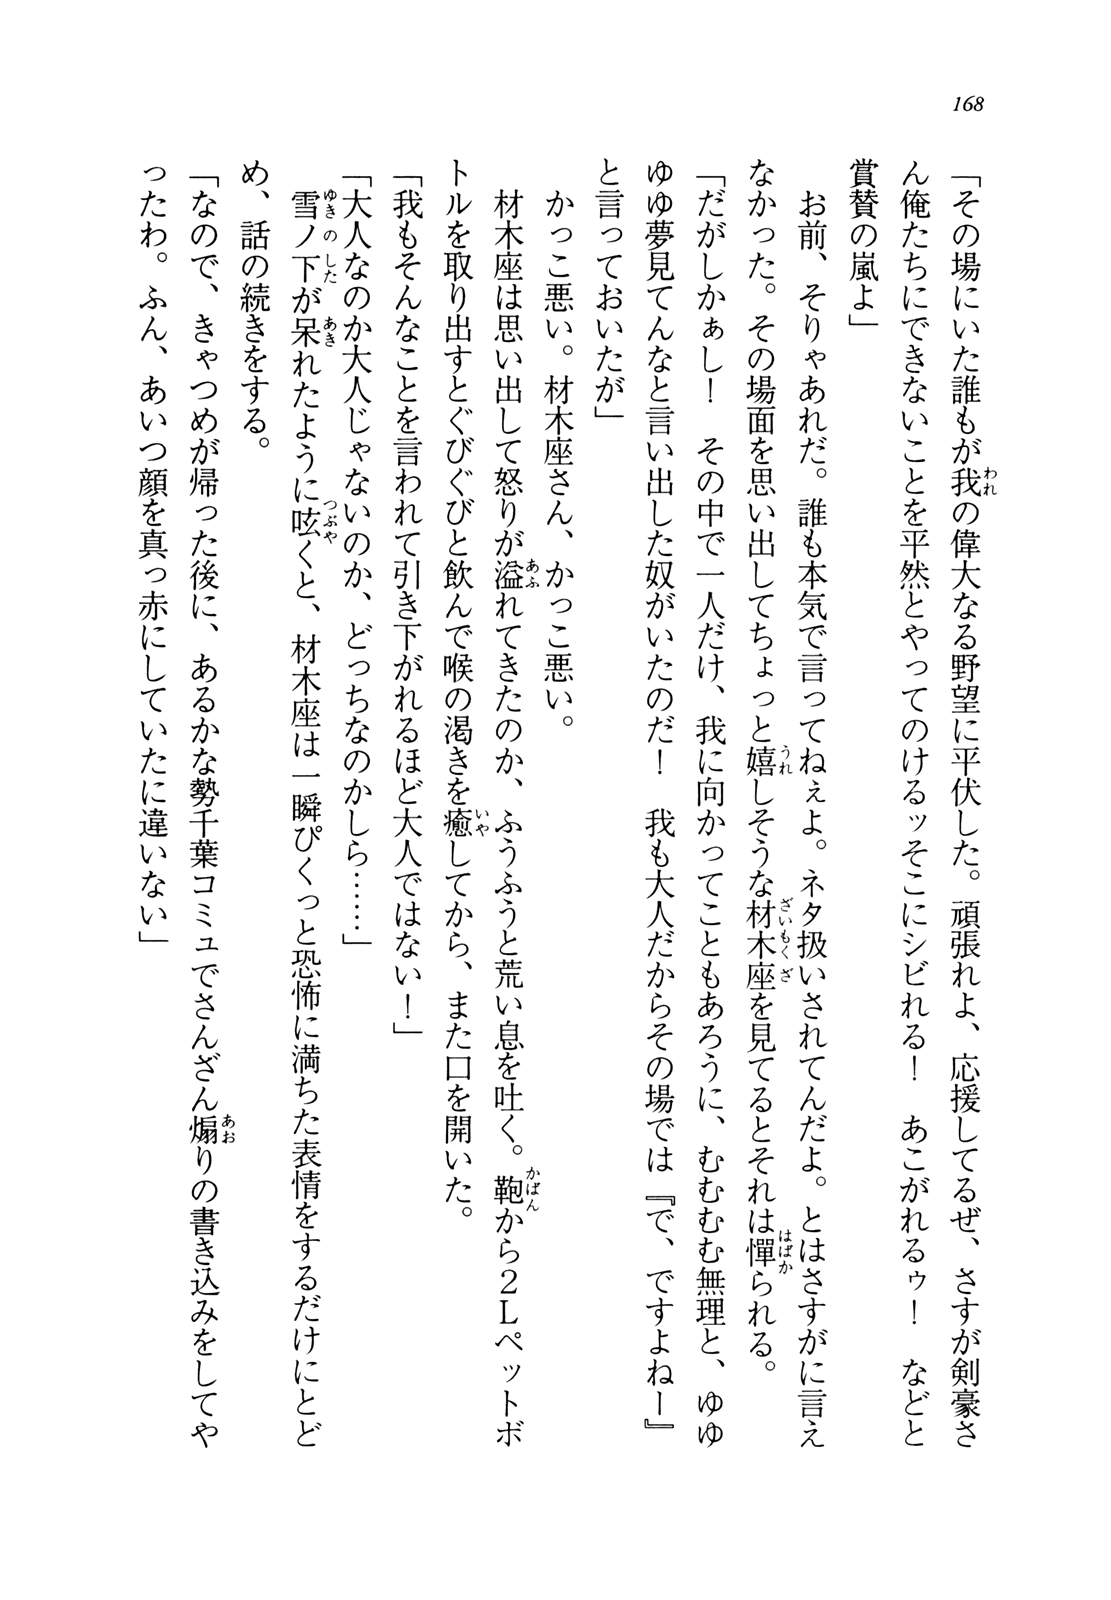 168
「その場にいた誰もが我の偉大なる野望に平伏した。頑張れよ、応援してるぜ、さすが剣豪さ
ん俺たちにできないことを平然とやってのけるッそこにシビれる！　あこがれるゥ！　などと
賞賛の嵐よ」
　お前、そりゃあれだ。誰も本気で言ってねぇよ。ネタ扱いされてんだよ。とはさすがに言え
なかった。その場面を思い出してちょっと嬉しそうな材木座を見てるとそれは憚られる。
「だがしかぁし！　その中で一人だけ、我に向かってこともあろうに、むむむむ無理と、ゆゆ
ゆゆ夢見てんなと言い出した奴がいたのだ！　我も大人だからその場では『で、ですよねー』
と言っておいたが」
　かっこ悪い。材木座さん、かっこ悪い。
　材木座は思い出して怒りが溢れてきたのか、ふうふうと荒い息を吐く。鞄から２Ｌペットボ
トルを取り出すとぐびぐびと飲んで喉の渇きを癒してから、また口を開いた。
「我もそんなことを言われて引き下がれるほど大人ではない！」
「大人なのか大人じゃないのか、どっちなのかしら……」
　雪ノ下が呆れたように呟くと、材木座は一瞬ぴくっと恐怖に満ちた表情をするだけにとど
め、話の続きをする。
「なので、きゃつめが帰った後に、あるかな勢千葉コミュでさんざん煽りの書き込みをしてや
ったわ。ふん、あいつ顔を真っ赤にしていたに違いない」